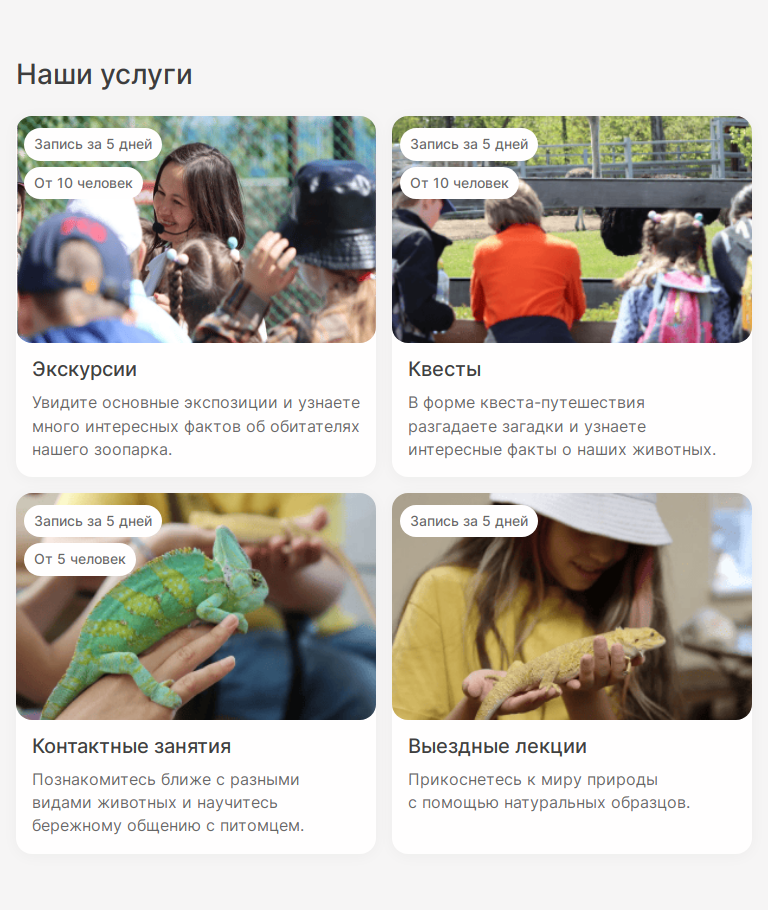 Наши услуги
Запись за 5 дней
От 10 человек
Экскурсии
Увидите основные экспозиции и узнаете
много интересных фактов об обитателях
нашего зоопарка.
Запись за 5 дней
От 10 человек
Квесты
В форме квеста-путешествия
разгадаете загадки и узнаете
интересные факты о наших животных.
Запись за 5 дней
От 5 человек
Контактные занятия
Познакомитесь ближе с разными
видами животных и научитесь
бережному общению с питомцем.
Запись за 5 дней
Выездные лекции
Прикоснетесь к миру природы
с помощью натуральных образцов.